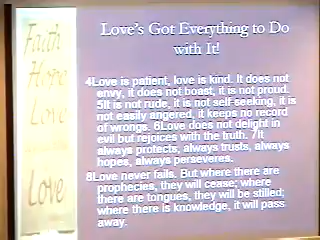 Faith
Hope
Love
Love
Love's Got Everything to Do
with It!
4Love is patient, love is kind. It does not
envy, it does not boast, it is not proud.
5It is not rude, it is not self-seeking, it is
not easily angered, it keeps no record
of wrongs. 6Love does not delight in
evil but rejoices with the truth. 7It
always protects, always trusts, always
hopes, always perseveres.
8Love never fails. But where there are
prophecies, they will cease; where
there are tongues, they will be stilled;
where there is knowledge, it will pass
away.